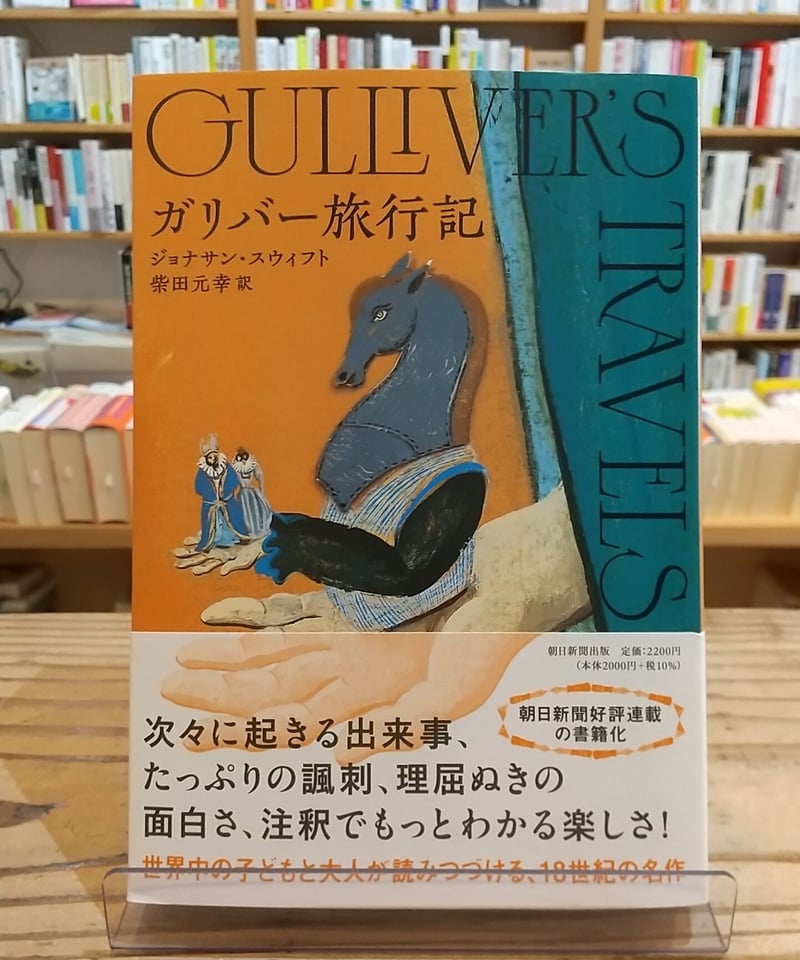 GULLIVER'S
TRAVELS
ガリバー旅行記
ジョナサン・スウィフト
柴田元幸 訳
朝日新聞出版 定価:2200円
(本体2000円+税10%)
朝日新聞好評連載
の書籍化
次々に起きる出来事、
たっぷりの諷刺、理屈ぬきの
面白さ、注釈でもっとわかる楽しさ!
世界中の子どもと大人が読みつづける、18世紀の名作